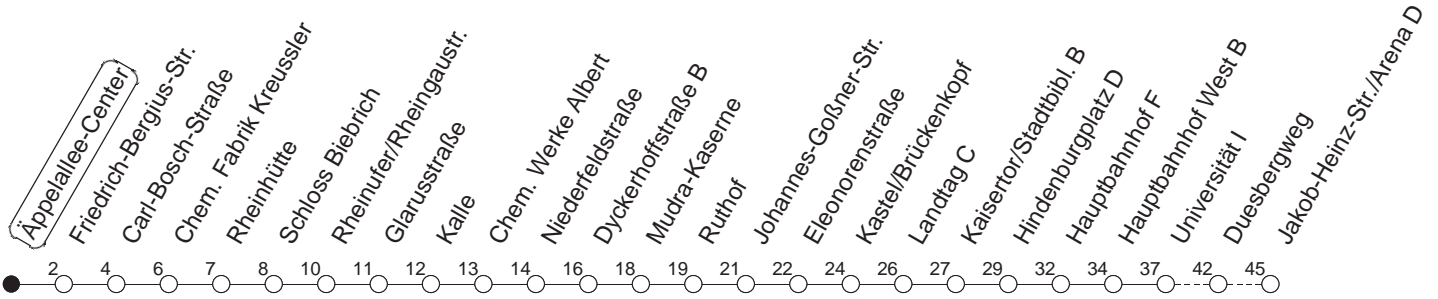 Äppelallee-Center
Friedrich-Bergius-Str.
Carl-Bosch-Straße
Chem. Fabrik Kreussler
Rheinhütte
Schloss Biebrich
Rheinufer/Rheingaustr.
Glarusstraße
Kalle
Chem. Werke Albert
Niederfeldstraße
Dyckerhoffstraße B
Mudra-Kaserne
Ruthof
Johannes-Goßner-Str.
Eleonorenstraße
Kastel/Brückenkopf
Landtag C
Kaisertor/Stadtbibl. B
Hindenburgplatz D
Hauptbahnhof F
Hauptbahnhof West B
Universität I
Duesbergweg
Jakob-Heinz-Str./Arena D
2 4 6 7 8 10 11 12 13 14 16 18 19 21 22 24 26 27 29 32 34 37 42 45